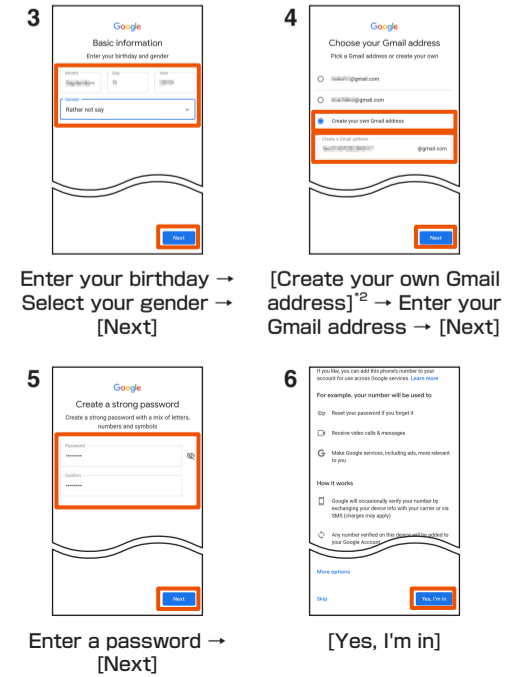 3
Google
Basic information
Enter your birthday and gender
Month
Day
Year
Gender
Rather not say
Next
Enter your birthday →
Select your gender →
[Next]
4
Google
Choose your Gmail address
Pick a Gmail address or create your own
@gmail.com
@gmail.com
Create your own Gmail address
Create a Gmail address
@gmail.com
Next
[Create your own Gmail
address]*2 → Enter your
Gmail address → [Next]
5
Google
Create a strong password
Create a strong password with a mix of letters,
numbers and symbols
Password
••••••••
Confirm
••••••••
Next
Enter a password →
[Next]
6
If you like, you can add this phone's number to your
account for use across Google services. Learn more
For example, your number will be used to
Reset your password if you forget it
Receive video calls & messages
G Make Google services, including ads, more relevant
to you
How it works
Google will occasionally verify your number by
exchanging your device info with your carrier or via
SMS (charges may apply)
Any number verified on this device will be added to
your Google Account
More options
Skip
Yes, I'm in
[Yes, I'm in]